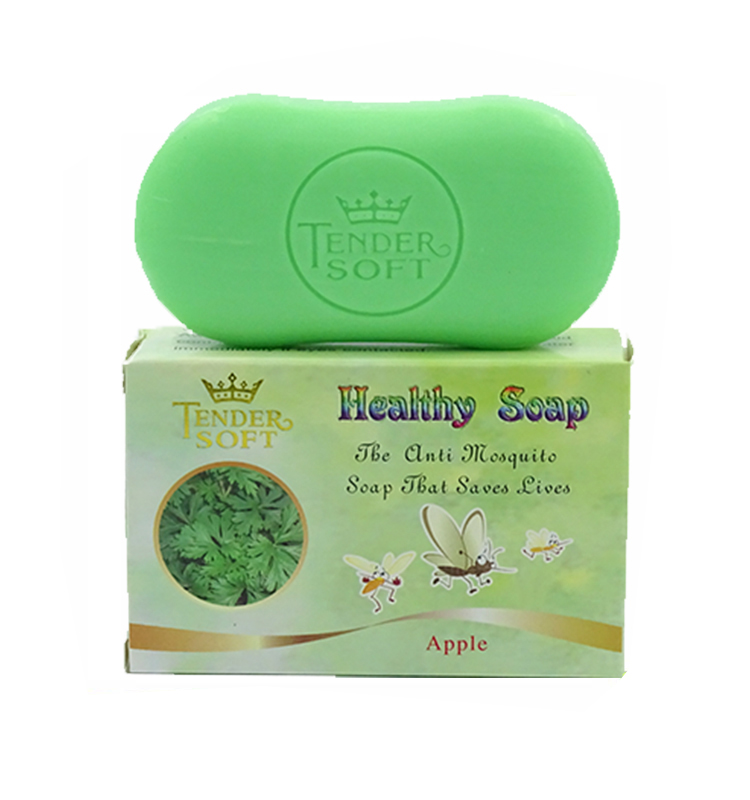 TENDER
SOFT
TENDER
SOFT
Healthy Soap
The Anti Mosquito
Soap That Saves Lives
Apple